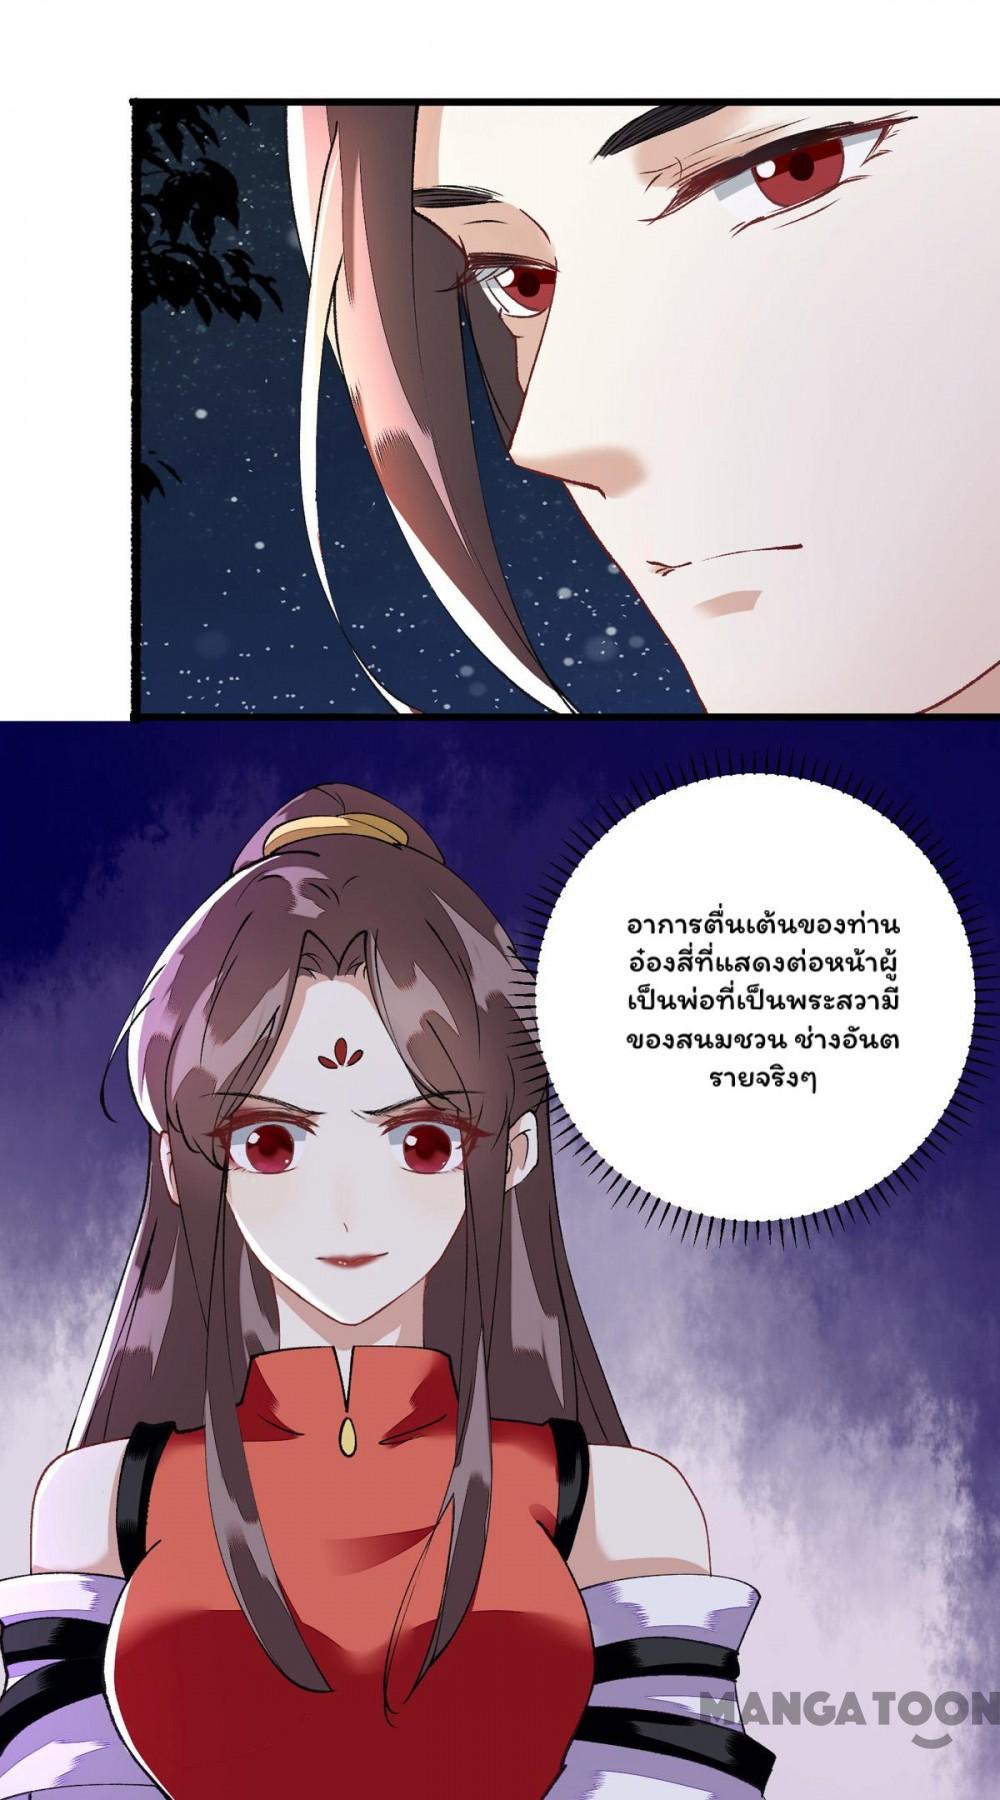 อาการตื่นเต้นของท่าน
อ๋องสี่ที่แสดงต่อหน้าผู้
เป็นพ่อที่เป็นพระสวามี
ของสนมชวน ช่างอันต
รายจริงๆ
MANGATOON